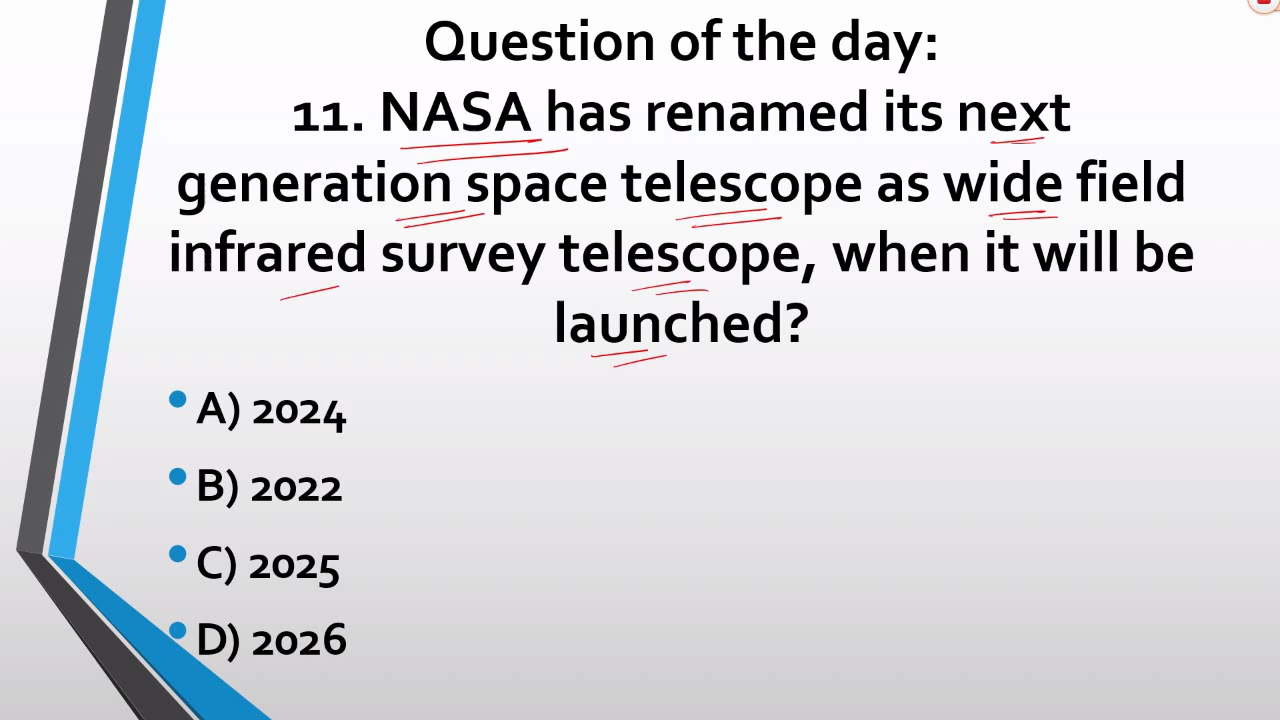 Question of the day:
11. NASA has renamed its next
generation space telescope as wide field
infrared survey telescope, when it will be
launched?
A) 2024
B) 2022
C) 2025
D) 2026